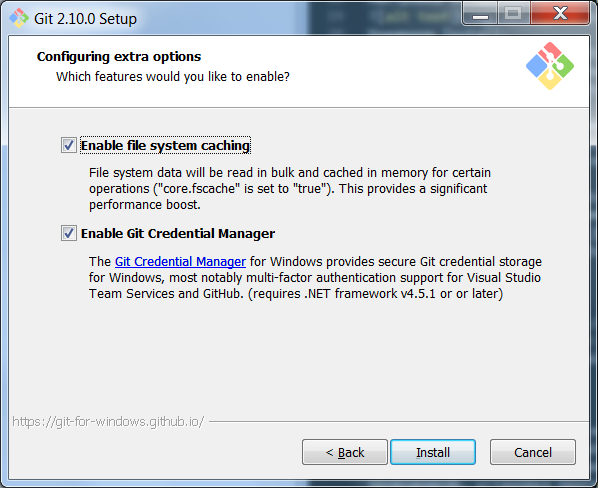 Git 2.10.0 Setup
Configuring extra options
Which features would you like to enable?
Enable file system caching
File system data will be read in bulk and cached in memory for certain
operations ("core.fscache" is set to "true"). This provides a significant
performance boost.
Enable Git Credential Manager
The Git Credential Manager for Windows provides secure Git credential storage
for Windows, most notably multi-factor authentication support for Visual Studio
Team Services and GitHub. (requires .NET framework v4.5.1 or or later)
https://git-for-windows.github.io/
< Back
Install
Cancel